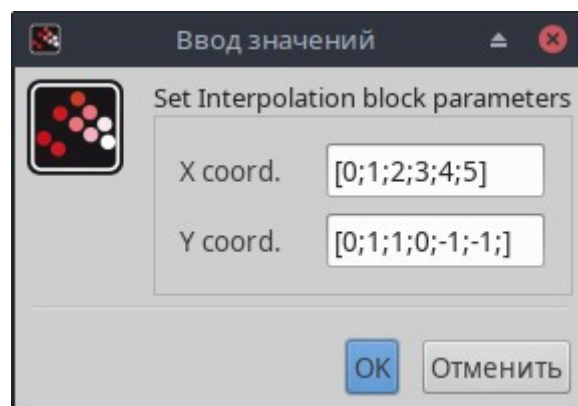 Ввод значений
Set Interpolation block parameters
X coord. [0;1;2;3;4;5]
Y coord. [0;1;1;0;-1;-1;]
OK Отменить